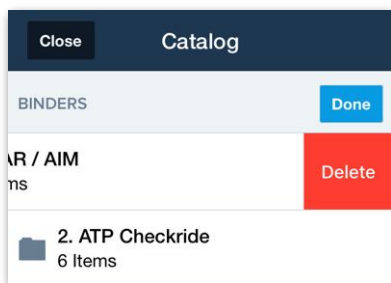 Close Catalog
BINDERS Done
AR / AIM
ms Delete
2. ATP Checkride
6 Items